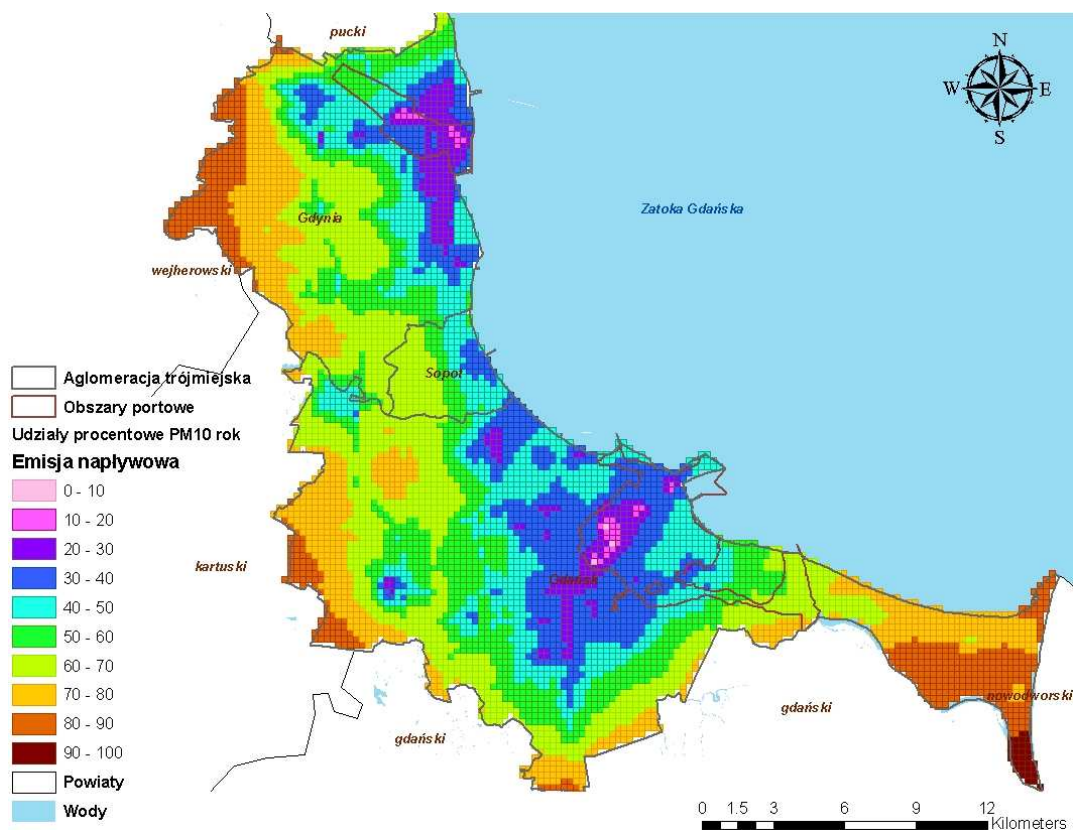 pucki
N
W
E
S
Zatoka Gdańska
Gdynia
wejherowski
Sopot
Aglomeracja trójmiejska
Obszary portowe
Udziały procentowe PM10 rok
Emisja napływowa
0 - 10
10 - 20
20 - 30
30 - 40
40 - 50
50 - 60
60 - 70
70 - 80
80 - 90
90 - 100
Powiaty
Wody
kartuski
Gdańsk
gdański
gdański
nowodworski
0 1.5 3 6 9 12
Kilometers